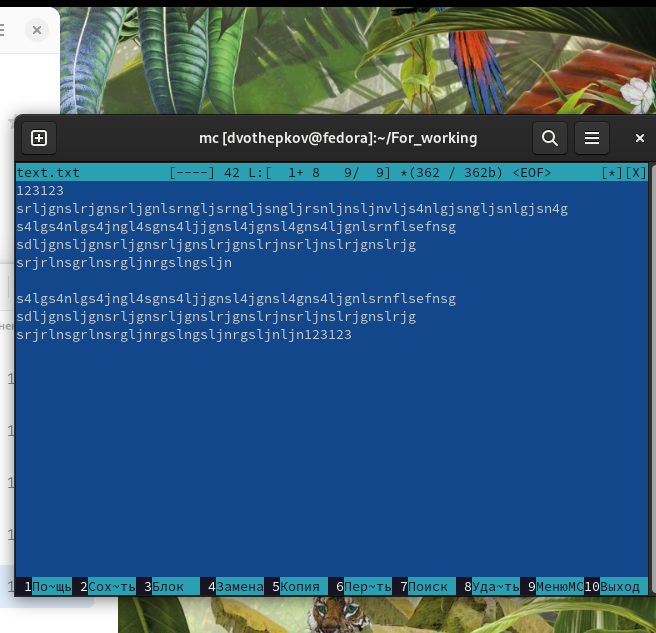 mc [dvothepkov@fedora]:~/For_working
text.txt [----] 42 L:[ 1+ 8 9/ 9] *(362 / 362b) <EOF> [*][X]
123123
srljgnslrjgnsrljgnlsrngljsrngljsngljrsnljnsljnvljs4nlgjsngljsnlgjsn4g
s4lgs4nlgs4jngl4sgns4ljjgnsl4jgnsl4gns4ljgnlsrnflsefnsg
sdljgnsljgnsrljgnsrljgnslrjgnslrjnsrljnslrjgnslrjg
srjrlnsgrlnsrgljnrgslngsljn
s4lgs4nlgs4jngl4sgns4ljjgnsl4jgnsl4gns4ljgnlsrnflsefnsg
sdljgnsljgnsrljgnsrljgnslrjgnslrjnsrljnslrjgnslrjg
srjrlnsgrlnsrgljnrgslngsljnrgsljnljn123123
1По~щь 2Сох~ть 3Блок 4Замена 5Копия 6Пер~ть 7Поиск 8Уда~ть 9МенюMC 10Выход